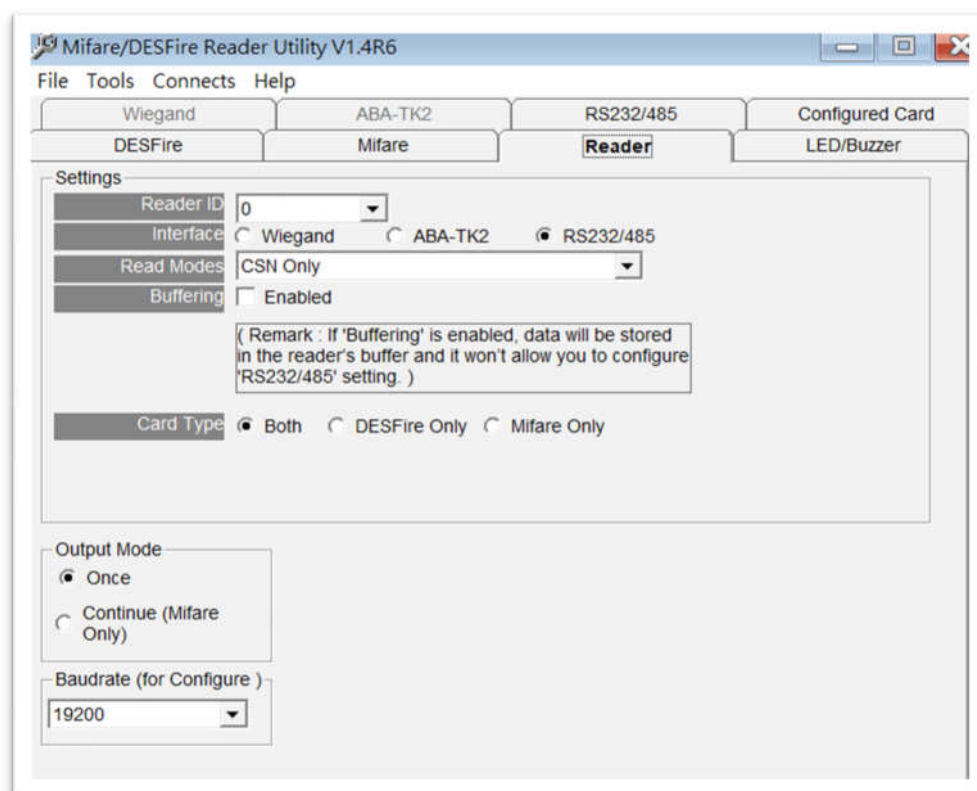 Mifare/DESFire Reader Utility V1.4R6
File Tools Connects Help
Wiegand ABA-TK2 RS232/485 Configured Card
DESFire Mifare Reader LED/Buzzer
Settings
Reader ID 0
Interface Wiegand ABA-TK2 RS232/485
Read Modes CSN Only
Buffering Enabled
( Remark : If 'Buffering' is enabled, data will be stored
in the reader's buffer and it won't allow you to configure
'RS232/485' setting. )
Card Type Both DESFire Only Mifare Only
Output Mode
Once
Continue (Mifare
Only)
Baudrate (for Configure )
19200